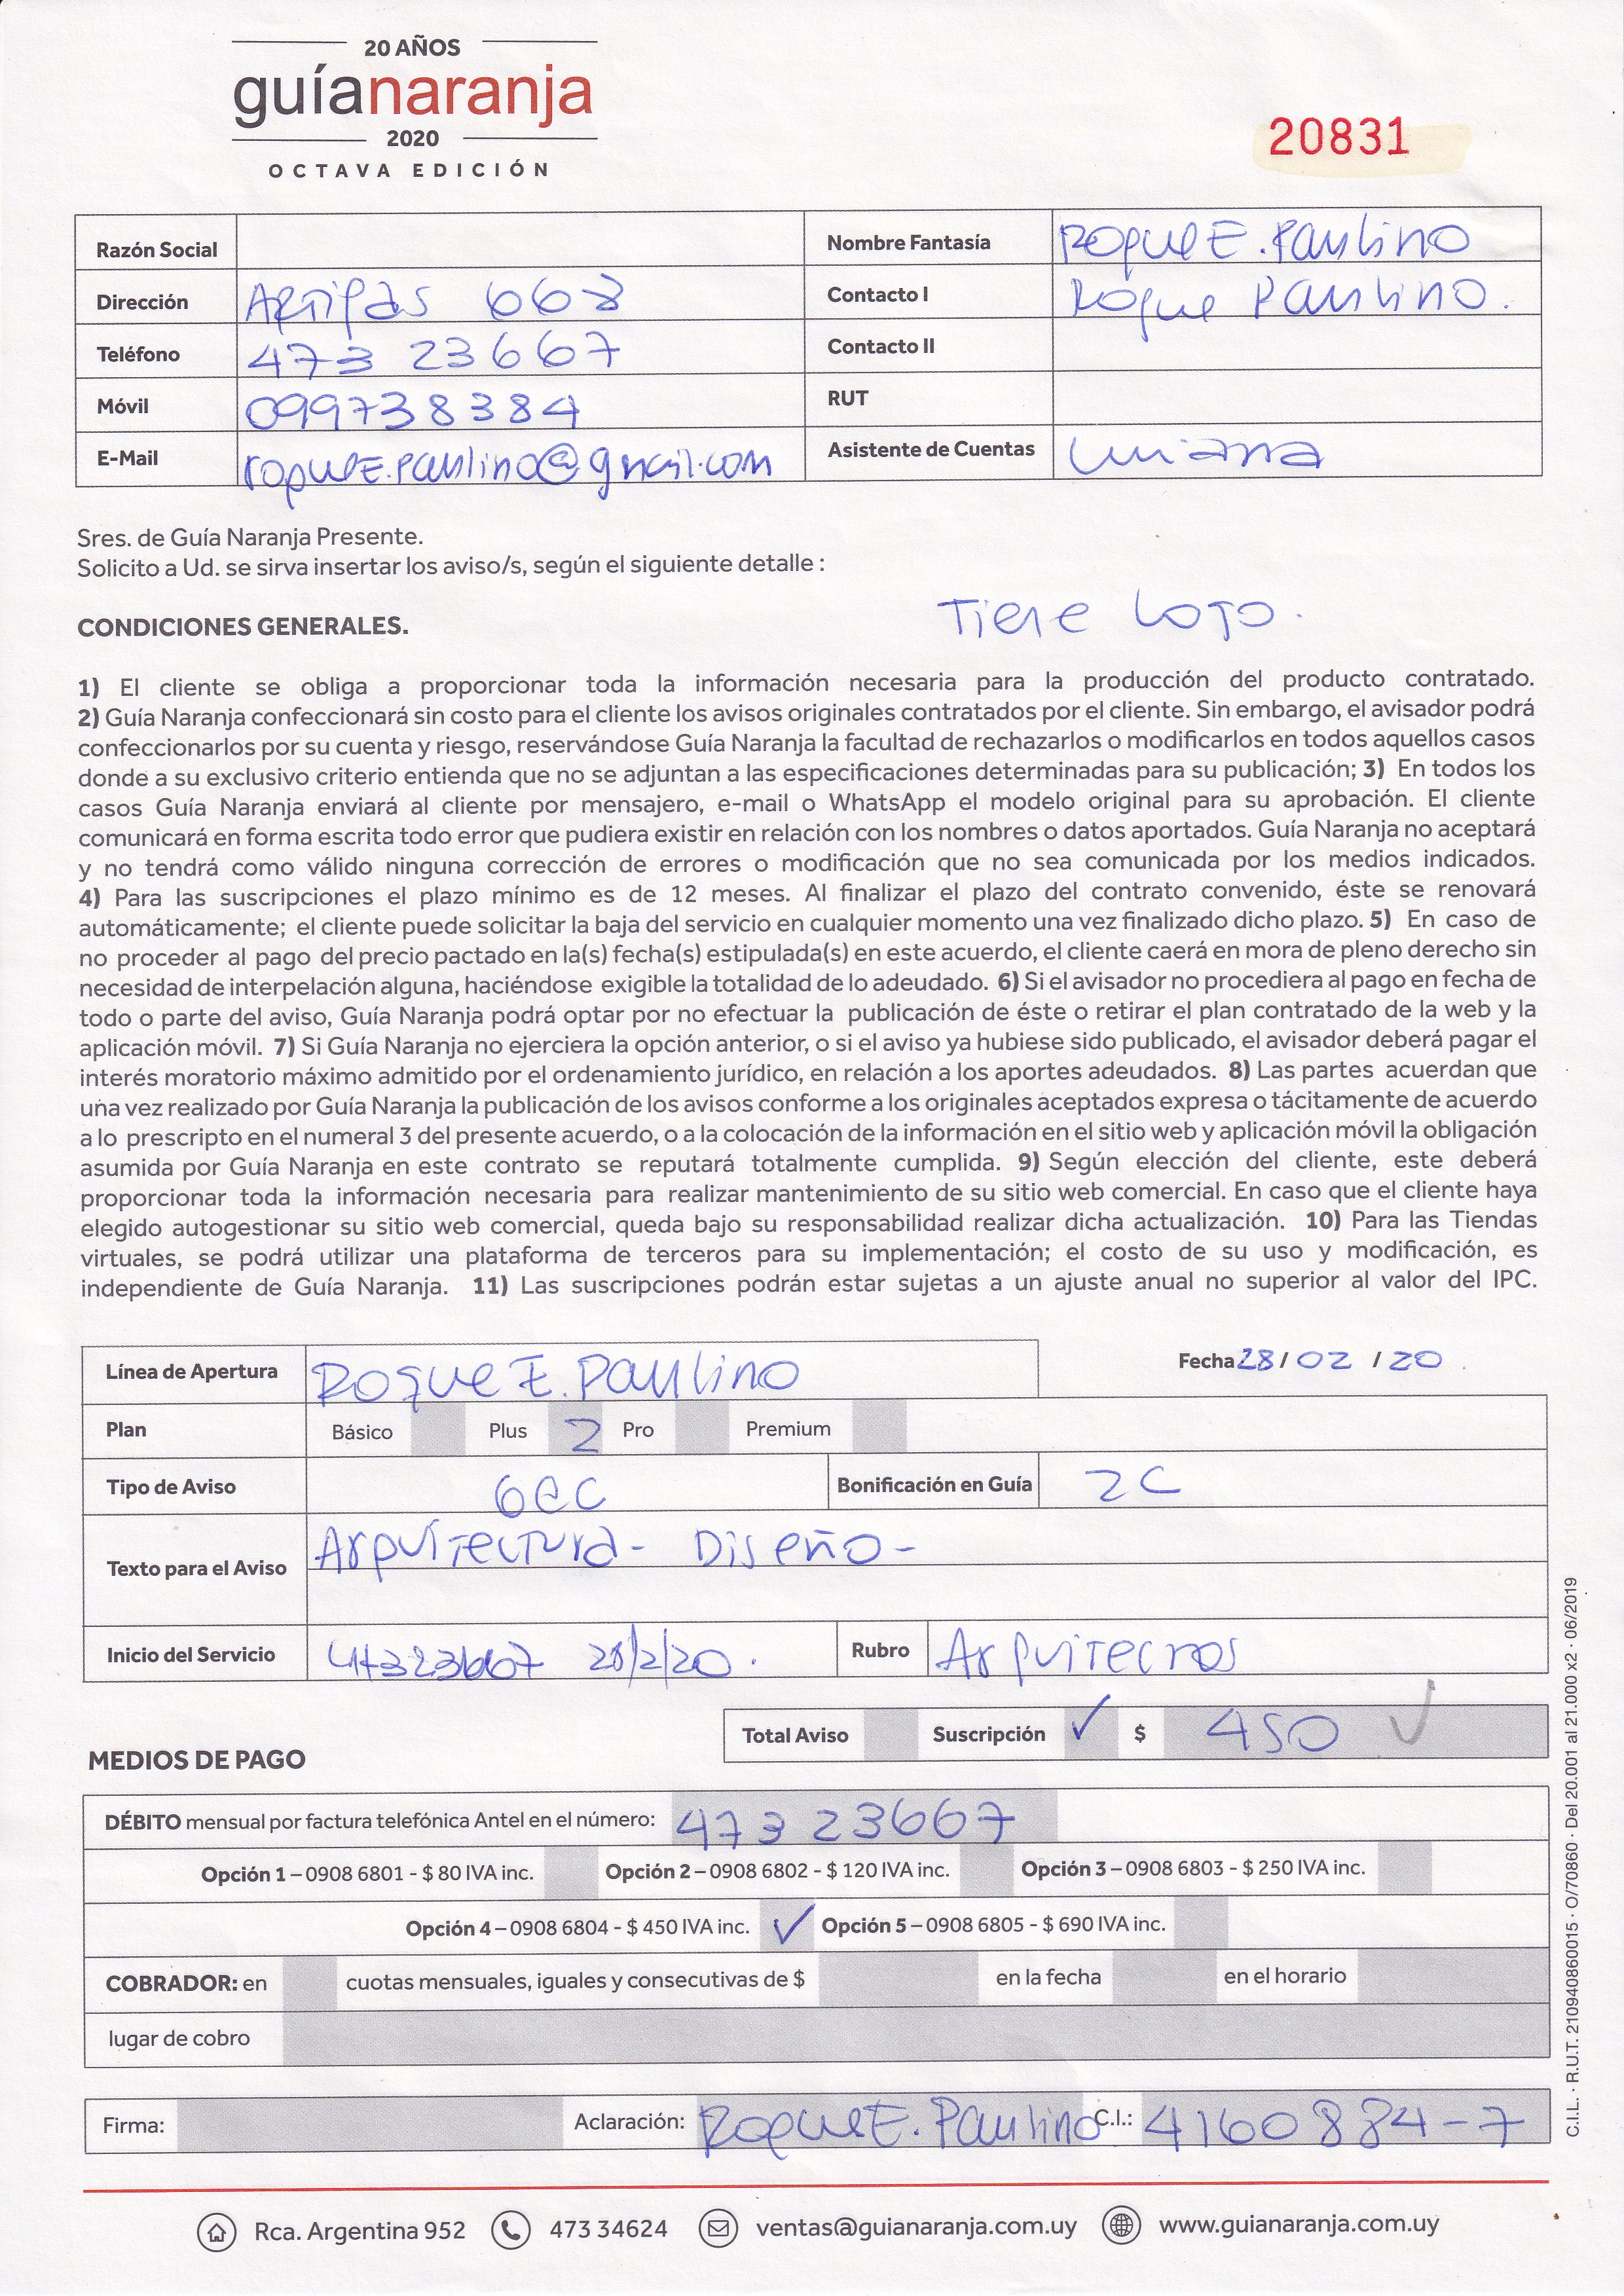 20 AÑOS
guíanaranja
2020
OCTAVA EDICIÓN
20831
Razón Social
Nombre Fantasía RoqueE.Paulino
Dirección Artigas 668
Contacto I Roque Paulino.
Teléfono 473 23667
Contacto II
Móvil 099738384
RUT
E-Mail roqueE.Paulino@gmail.com
Asistente de Cuentas
Sres. de Guía Naranja Presente.
Solicito a Ud. se sirva insertar los aviso/s, según el siguiente detalle :
Tiene Logo.
CONDICIONES GENERALES.
1) El cliente se obliga a proporcionar toda la información necesaria para la producción del producto contratado.
2) Guía Naranja confeccionará sin costo para el cliente los avisos originales contratados por el cliente. Sin embargo, el avisador podrá
confeccionarlos por su cuenta y riesgo, reservándose Guía Naranja la facultad de rechazarlos o modificarlos en todos aquellos casos
donde a su exclusivo criterio entienda que no se adjuntan a las especificaciones determinadas para su publicación; 3) En todos los
casos Guía Naranja enviará al cliente por mensajero, e-mail o WhatsApp el modelo original para su aprobación. El cliente
comunicará en forma escrita todo error que pudiera existir en relación con los nombres o datos aportados. Guía Naranja no aceptará
y no tendrá como válido ninguna corrección de errores o modificación que no sea comunicada por los medios indicados.
4) Para las suscripciones el plazo mínimo es de 12 meses. Al finalizar el plazo del contrato convenido, éste se renovará
automáticamente; el cliente puede solicitar la baja del servicio en cualquier momento una vez finalizado dicho plazo. 5) En caso de
no proceder al pago del precio pactado en la(s) fecha(s) estipulada(s) en este acuerdo, el cliente caerá en mora de pleno derecho sin
necesidad de interpelación alguna, haciéndose exigible la totalidad de lo adeudado. 6) Si el avisador no procediera al pago en fecha de
todo o parte del aviso, Guía Naranja podrá optar por no efectuar la publicación de éste o retirar el plan contratado de la web y la
aplicación móvil. 7) Si Guía Naranja no ejerciera la opción anterior, o si el aviso ya hubiese sido publicado, el avisador deberá pagar el
interés moratorio máximo admitido por el ordenamiento jurídico, en relación a los aportes adeudados. 8) Las partes acuerdan que
una vez realizado por Guía Naranja la publicación de los avisos conforme a los originales aceptados expresa o tácitamente de acuerdo
a lo prescripto en el numeral 3 del presente acuerdo, o a la colocación de la información en el sitio web y aplicación móvil la obligación
asumida por Guía Naranja en este contrato se reputará totalmente cumplida. 9) Según elección del cliente, este deberá
proporcionar toda la información necesaria para realizar mantenimiento de su sitio web comercial. En caso que el cliente haya
elegido autogestionar su sitio web comercial, queda bajo su responsabilidad realizar dicha actualización. 10) Para las Tiendas
virtuales, se podrá utilizar una plataforma de terceros para su implementación; el costo de su uso y modificación, es
independiente de Guía Naranja. 11) Las suscripciones podrán estar sujetas a un ajuste anual no superior al valor del IPC.
Línea de Apertura Roque E. Paulino
Fecha 28/ 02 / 20 .
Plan Básico Plus 2 Pro Premium
Tipo de Aviso 6ec Bonificación en Guía 2C
Texto para el Aviso Arquitectura- Diseño-
Inicio del Servicio 47323667 28/2/20. Rubro Arquitectos
Total Aviso Suscripción ✓ $ 450 ✓
MEDIOS DE PAGO
DÉBITO mensual por factura telefónica Antel en el número: 473 23667
Opción 1 – 0908 6801 - $ 80 IVA inc. Opción 2 – 0908 6802 - $ 120 IVA inc. Opción 3 – 0908 6803 - $ 250 IVA inc.
Opción 4 – 0908 6804 - $ 450 IVA inc. ✓ Opción 5 – 0908 6805 - $ 690 IVA inc.
COBRADOR: en cuotas mensuales, iguales y consecutivas de $ en la fecha en el horario
lugar de cobro
Firma: Aclaración: RoqueE. Paulino C.I.: 4160884-7
Rca. Argentina 952 473 34624 ventas@guianaranja.com.uy www.guianaranja.com.uy
C.I.L. · R.U.T. 210940860015 · O/70860 · Del 20.001 al 21.000 x2 · 06/2019